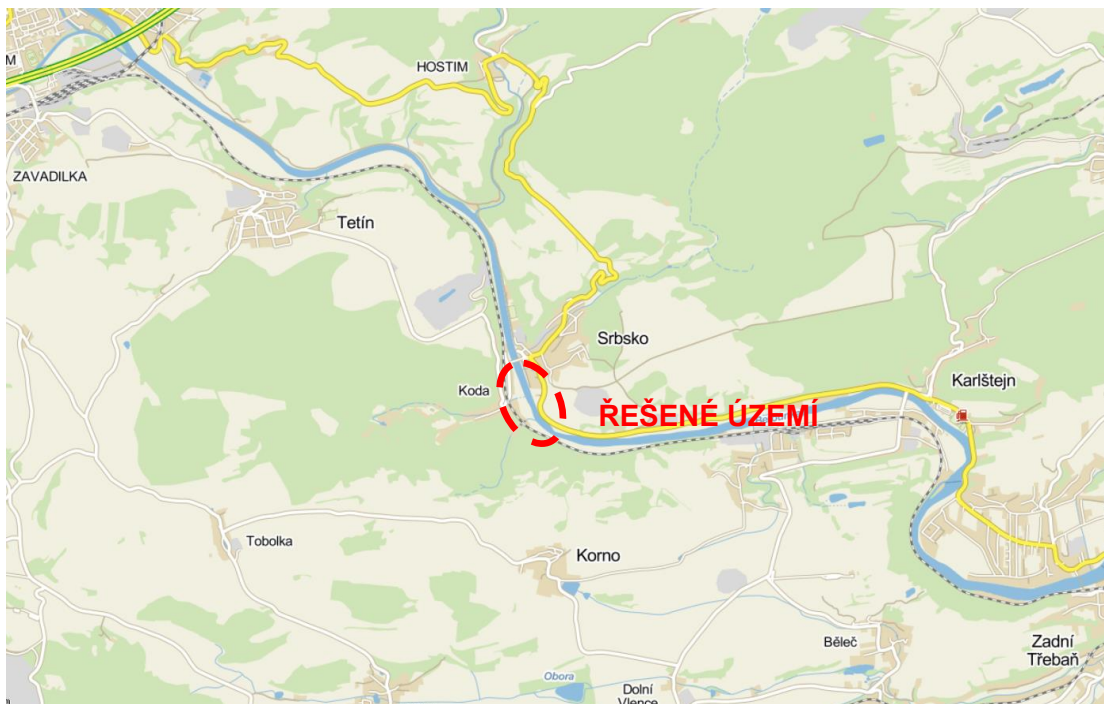 M
HOSTIM
ZAVADILKA
Tetín
Srbsko
Koda
Karlštejn
ŘEŠENÉ ÚZEMÍ
Tobolka
Korno
Běleč
Zadní
Třebaň
Obora
Dolní
Vlence